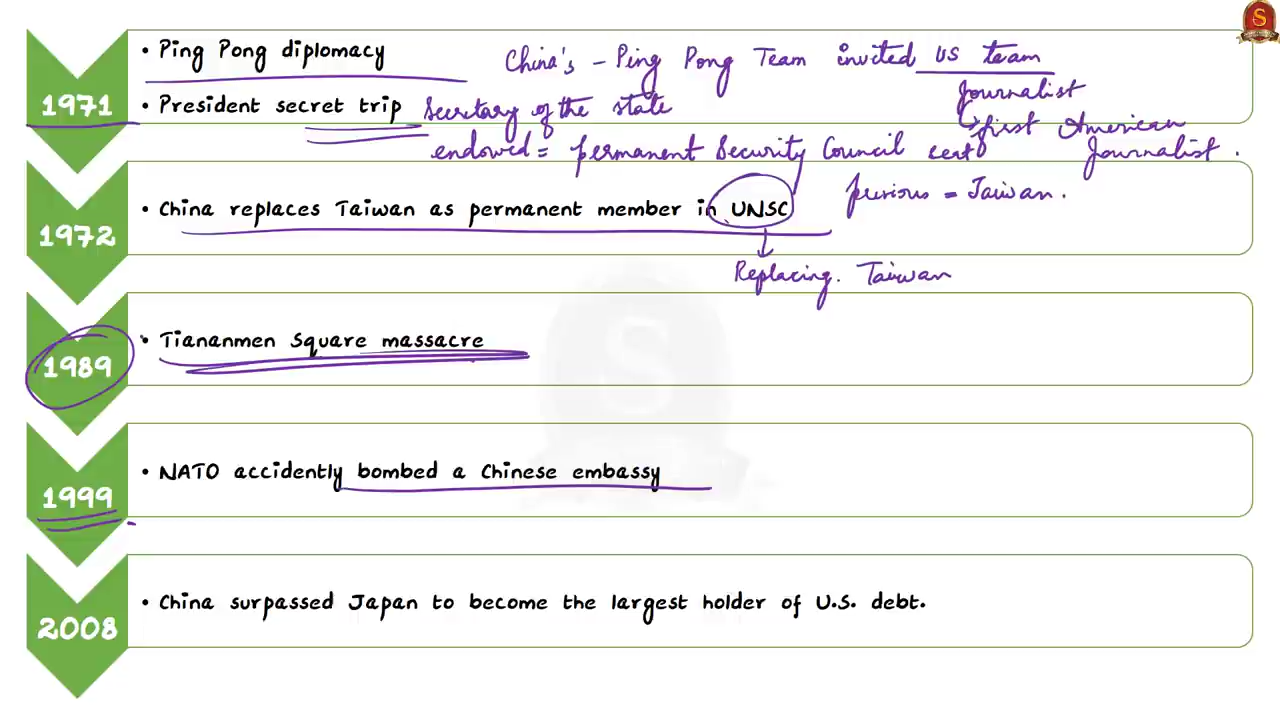 S
• Ping Pong diplomacy
China's - Ping Pong Team invited US team
1971
• President secret trip
Secretary of the state
Journalist
first American
Journalist.
endowed = permanent Security Council seat
• China replaces Taiwan as permanent member in UNSC
previous = Taiwan.
1972
Replacing. Taiwan
• Tiananmen Square massacre
1989
• NATO accidently bombed a Chinese embassy
1999
• China surpassed Japan to become the largest holder of U.S. debt.
2008
S